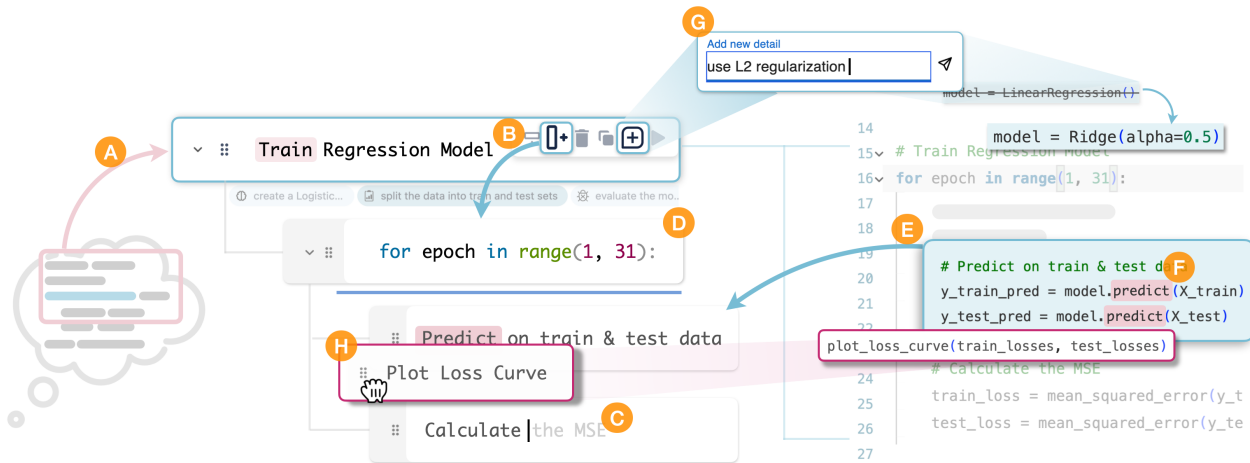 G
Add new detail
use L2 regularization
model = LinearRegression()
A
B
Train Regression Model
14
model = Ridge(alpha=0.5)
15
# Train Regression Model
16
for epoch in range(1, 31):
create a Logistic...
split the data into train and test sets
evaluate the mo..
17
D
18
E
for epoch in range(1, 31):
19
# Predict on train & test data
F
20
y_train_pred = model.predict(X_train)
21
y_test_pred = model.predict(X_test)
22
Predict on train & test data
H
plot_loss_curve(train_losses, test_losses)
Plot Loss Curve
# Calculate the MSE
24
train_loss = mean_squared_error(y_t
25
C
Calculate the MSE
26
test_loss = mean_squared_error(y_te
27